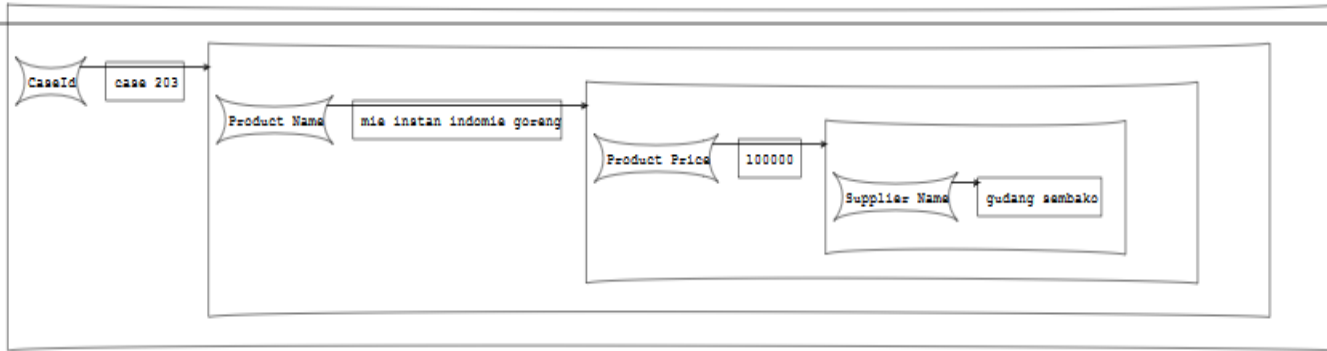 CaseId
case 203
Product Name
mie instan indomie goreng
Product Price
100000
Supplier Name
gudang sembako